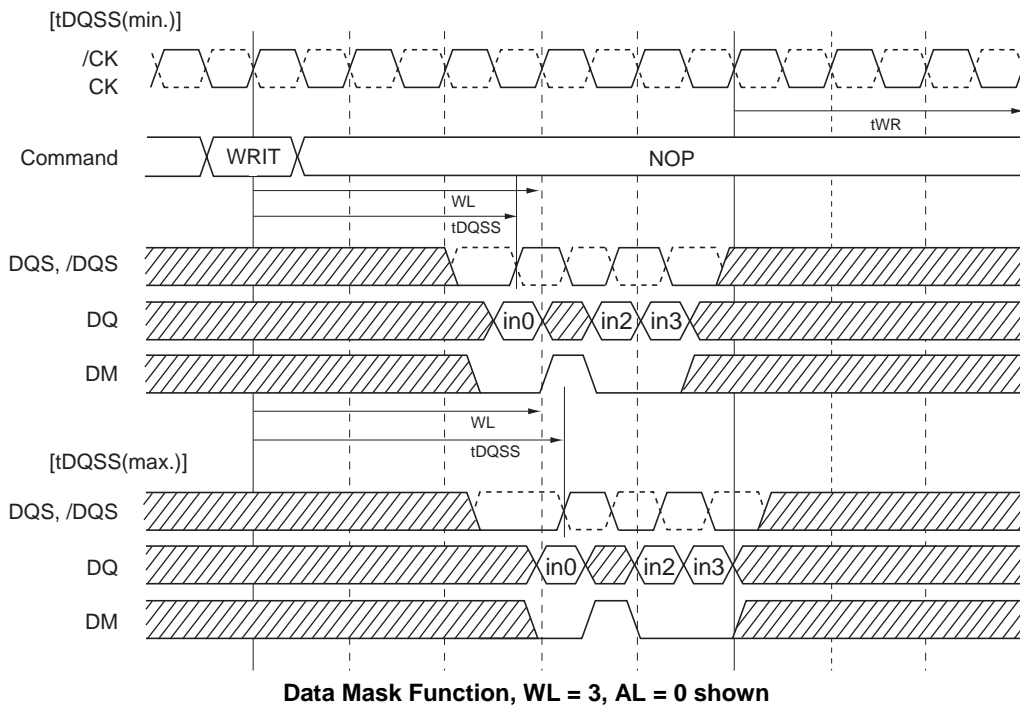 [tDQSS(min.)]
/CK
CK
tWR
Command WRIT NOP
WL
tDQSS
DQS, /DQS
DQ in0 in2 in3
DM
WL
tDQSS
[tDQSS(max.)]
DQS, /DQS
DQ in0 in2 in3
DM
Data Mask Function, WL = 3, AL = 0 shown